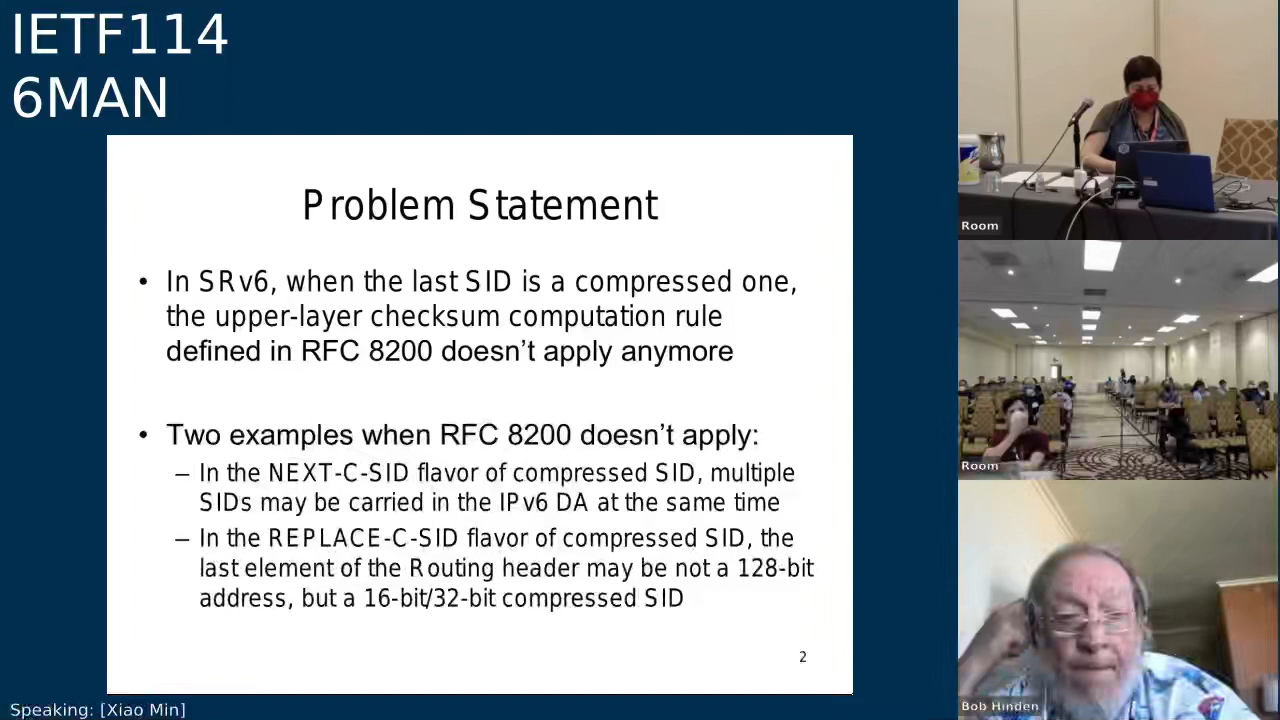 IETF114
6MAN
Problem Statement
• In SRv6, when the last SID is a compressed one,
the upper-layer checksum computation rule
defined in RFC 8200 doesn’t apply anymore
• Two examples when RFC 8200 doesn’t apply:
– In the NEXT-C-SID flavor of compressed SID, multiple
SIDs may be carried in the IPv6 DA at the same time
– In the REPLACE-C-SID flavor of compressed SID, the
last element of the Routing header may be not a 128-bit
address, but a 16-bit/32-bit compressed SID
2
Speaking: [Xiao Min]
Room
Room
Bob Hinden